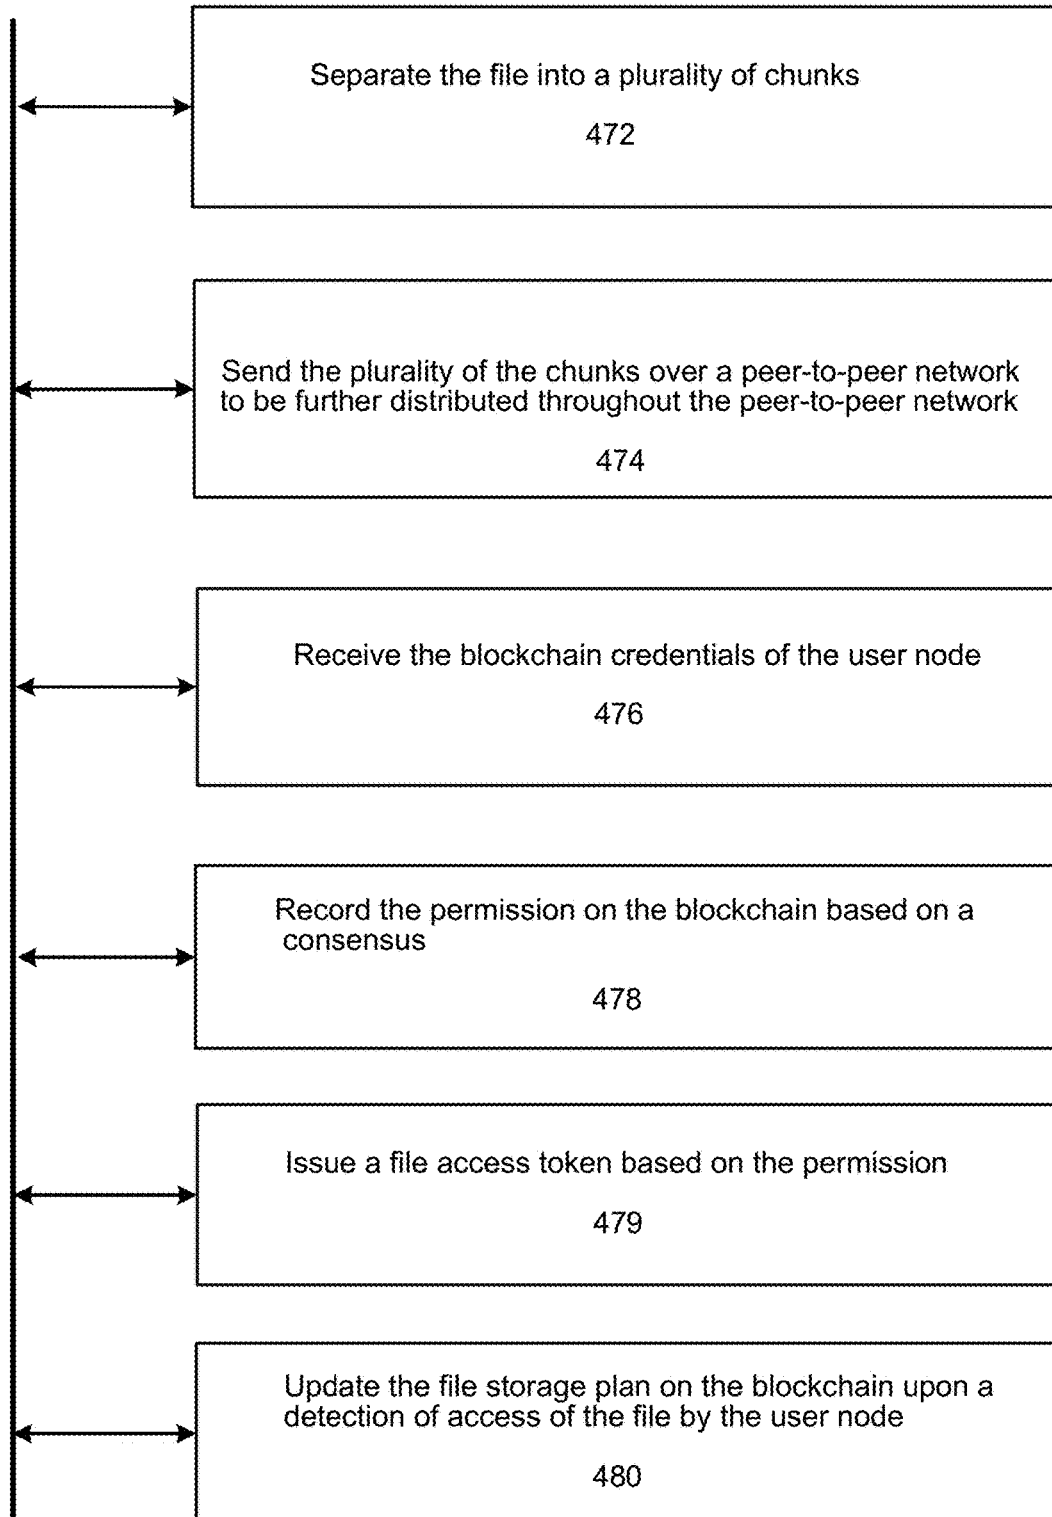 Separate the file into a plurality of chunks
472
Send the plurality of the chunks over a peer-to-peer network
to be further distributed throughout the peer-to-peer network
474
Receive the blockchain credentials of the user node
476
Record the permission on the blockchain based on a
consensus
478
Issue a file access token based on the permission
479
Update the file storage plan on the blockchain upon a
detection of access of the file by the user node
480